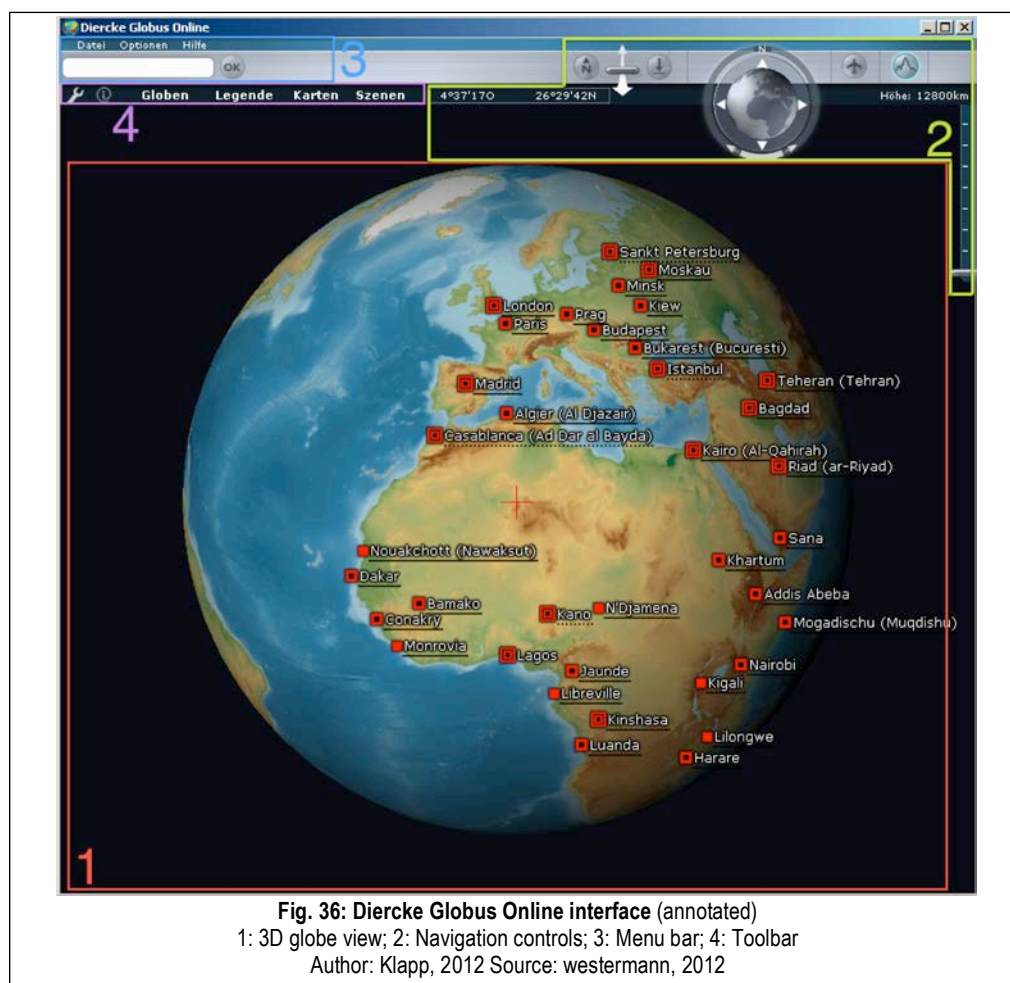 Diercke Globus Online
Datei Optionen Hilfe
OK
3
N
N
Globen Legende Karten Szenen
4°37'17O 26°29'42N
Höhe: 12800km
4
2
Sankt Petersburg
Moskau
Minsk
London
Prag
Kiew
Paris
Budapest
Bukarest (Bucuresti)
Istanbul
Madrid
Teheran (Tehran)
Algier (Al Djazair)
Bagdad
Casablanca (Ad Dar al Bayda)
Kairo (Al-Qahirah)
Riad (ar-Riyad)
Nouakchott (Nawaksut)
Sana
Khartum
Dakar
Addis Abeba
Bamako
N'Djamena
Conakry
Kano
Mogadischu (Muqdishu)
Monrovia
Lagos
Jaunde
Nairobi
Libreville
Kigali
Kinshasa
Luanda
Lilongwe
Harare
1
Fig. 36: Diercke Globus Online interface (annotated)
1: 3D globe view; 2: Navigation controls; 3: Menu bar; 4: Toolbar
Author: Klapp, 2012 Source: westermann, 2012